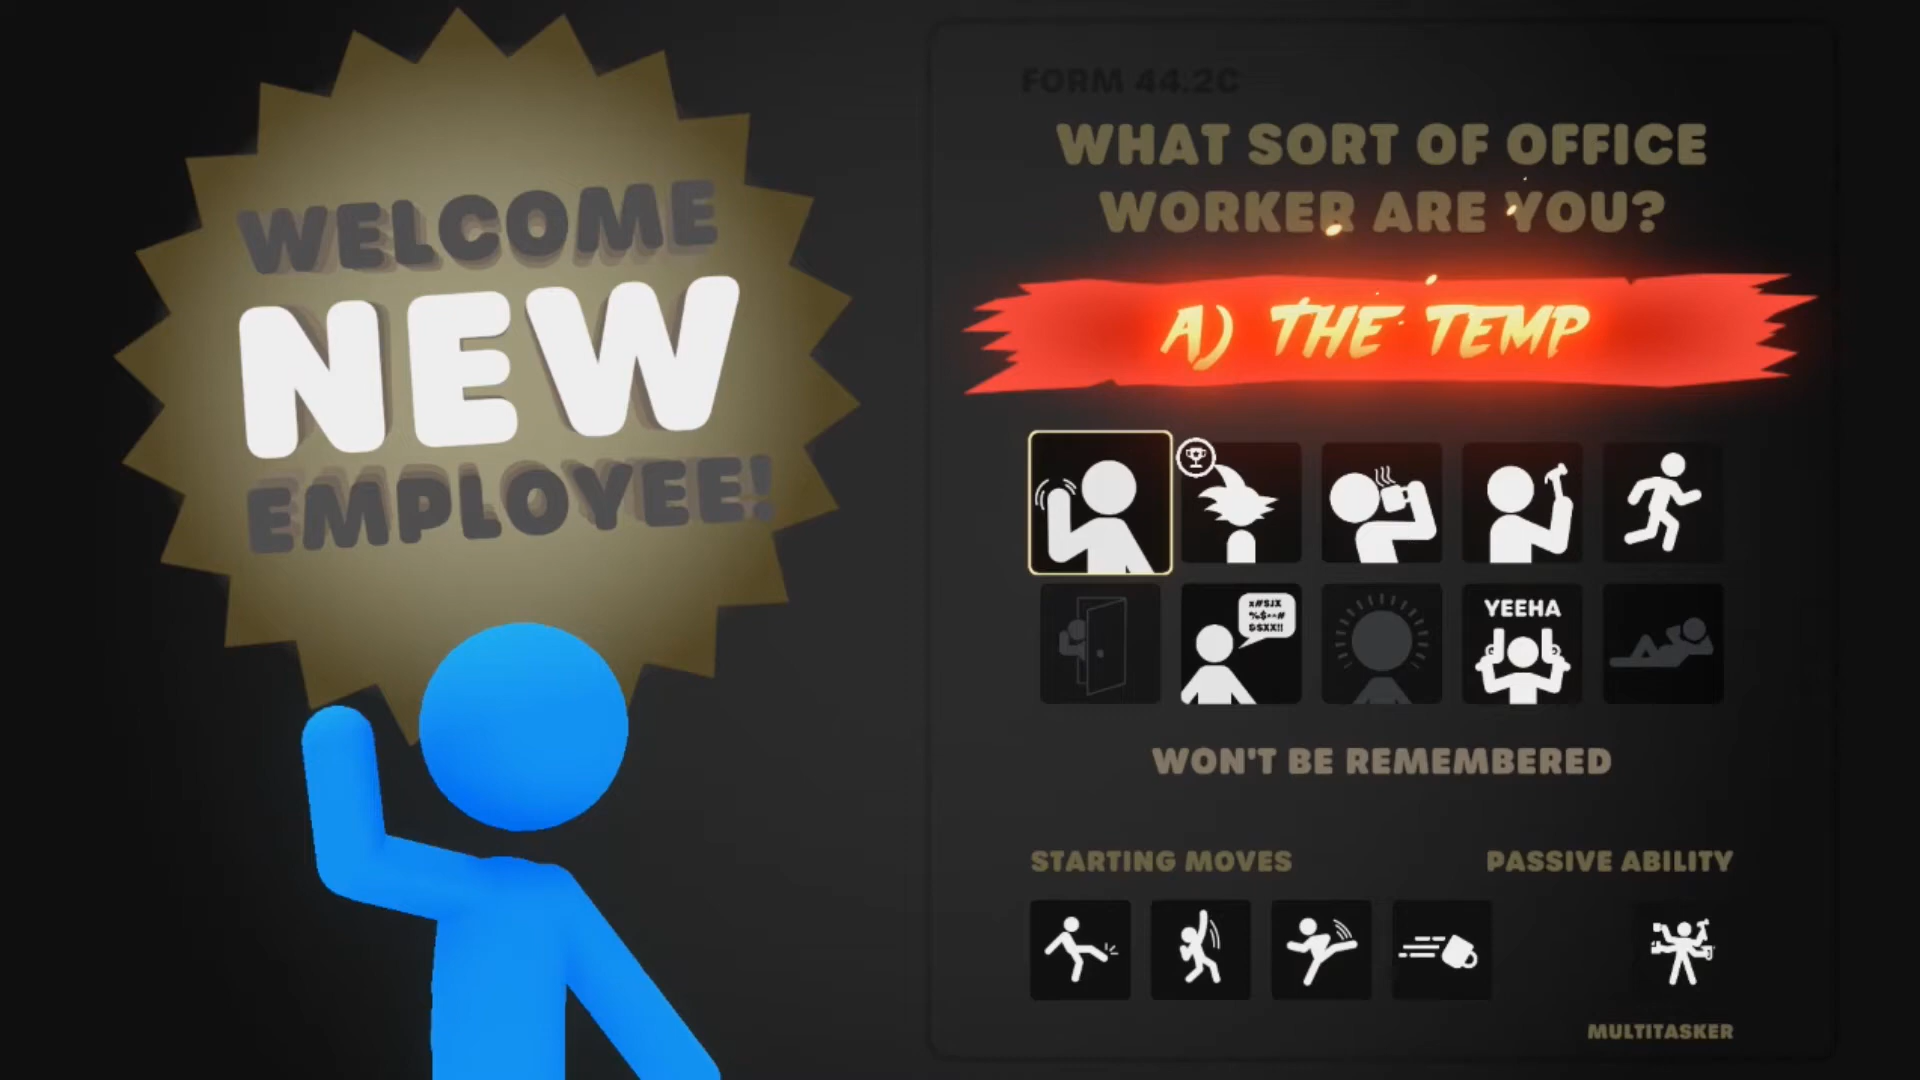 WELCOME
NEW
EMPLOYEE!
FORM 44.2C
WHAT SORT OF OFFICE
WORKER ARE YOU?
A) THE TEMP
YEEHA
WON'T BE REMEMBERED
STARTING MOVES
PASSIVE ABILITY
MULTITASKER